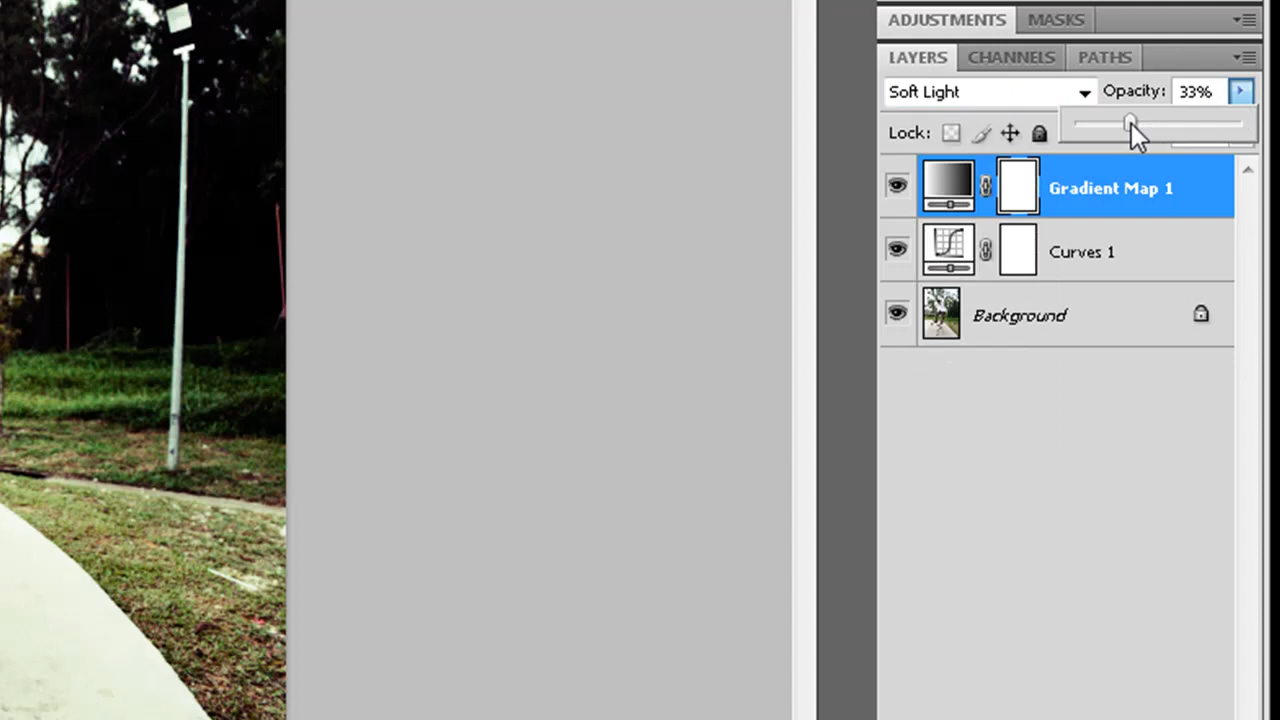 ADJUSTMENTS MASKS
LAYERS CHANNELS PATHS
Soft Light Opacity: 33%
Lock:
Gradient Map 1
Curves 1
Background